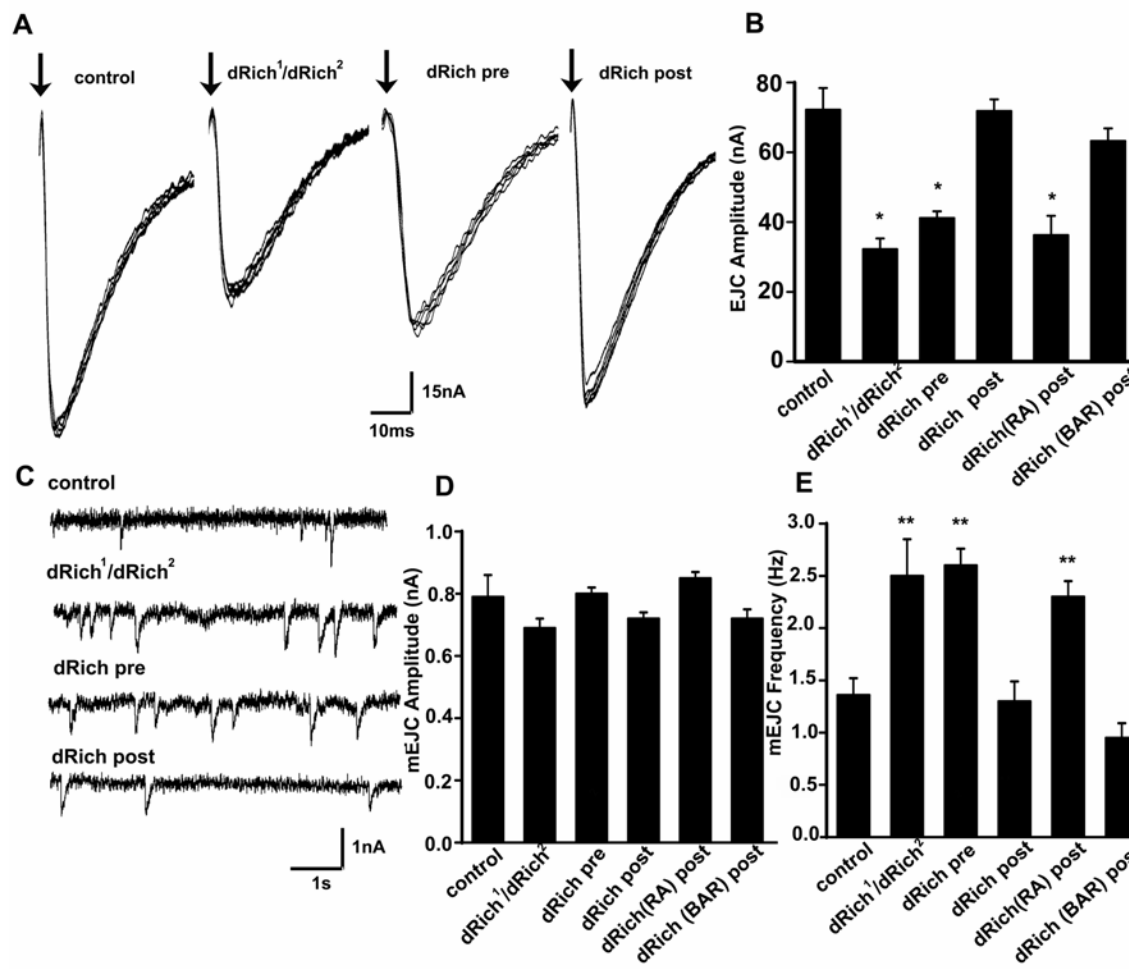 A
control
dRich¹/dRich²
dRich pre
dRich post
15nA
10ms
B
EJC Amplitude (nA)
80
60
40
20
0
*
*
*
control
dRich¹/dRich²
dRich pre
dRich post
dRich(RA) post
dRich (BAR) post
C
control
dRich¹/dRich²
dRich pre
dRich post
1nA
1s
D
mEJC Amplitude (nA)
1.0
0.8
0.6
0.4
0.2
0.0
control
dRich¹/dRich²
dRich pre
dRich post
dRich(RA) post
dRich (BAR) post
E
mEJC Frequency (Hz)
3.0
2.5
2.0
1.5
1.0
0.5
0.0
**
**
**
control
dRich¹/dRich²
dRich pre
dRich post
dRich(RA) post
dRich (BAR) post